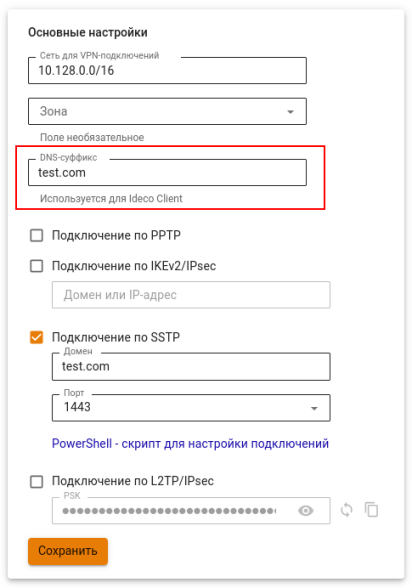 Основные настройки
Сеть для VPN-подключений
10.128.0.0/16
Зона
Поле необязательное
DNS-суффикс
test.com
Используется для Ideco Client
Подключение по PPTP
Подключение по IKEv2/IPsec
Домен или IP-адрес
Подключение по SSTP
Домен
test.com
Порт
1443
PowerShell - скрипт для настройки подключений
Подключение по L2TP/IPsec
PSK
Сохранить